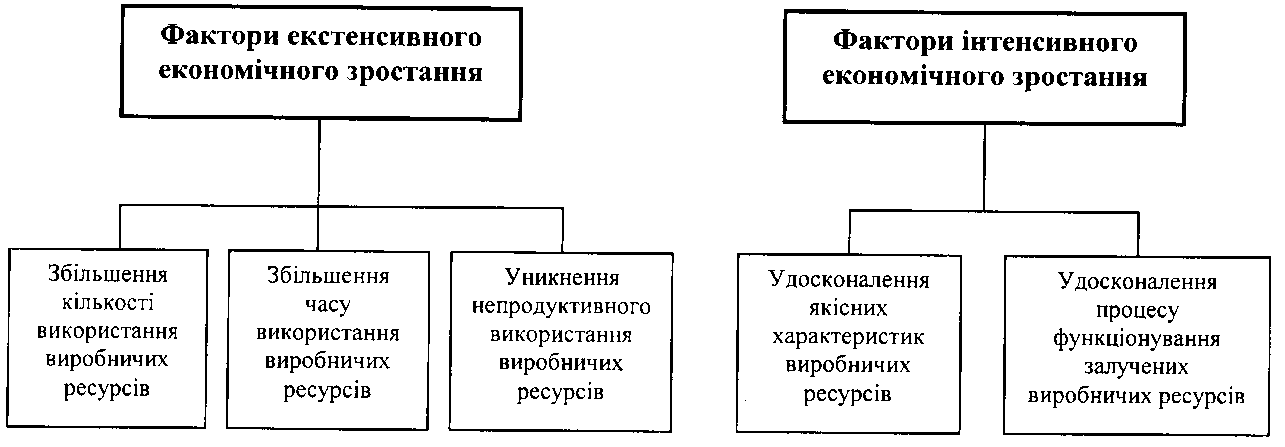 Фактори екстенсивного
економічного зростання
Фактори інтенсивного
економічного зростання
Збільшення
кількості
використання
виробничих
ресурсів
Збільшення
часу
використання
виробничих
ресурсів
Уникнення
непродуктивного
використання
виробничих
ресурсів
Удосконалення
якісних
характеристик
виробничих
ресурсів
Удосконалення
процесу
функціонування
залучених
виробничих ресурсів